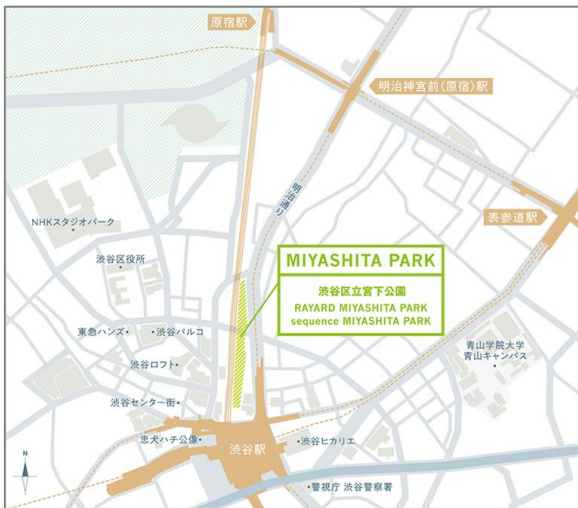 原宿駅
明治神宮前〈原宿〉駅
明治通り
表参道駅
NHKスタジオパーク
渋谷区役所
MIYASHITA PARK
渋谷区立宮下公園
RAYARD MIYASHITA PARK
sequence MIYASHITA PARK
東急ハンズ
渋谷パルコ
渋谷ロフト
青山学院大学
青山キャンパス
渋谷センター街
忠犬ハチ公像
渋谷駅
渋谷ヒカリエ
N
警視庁 渋谷警察署